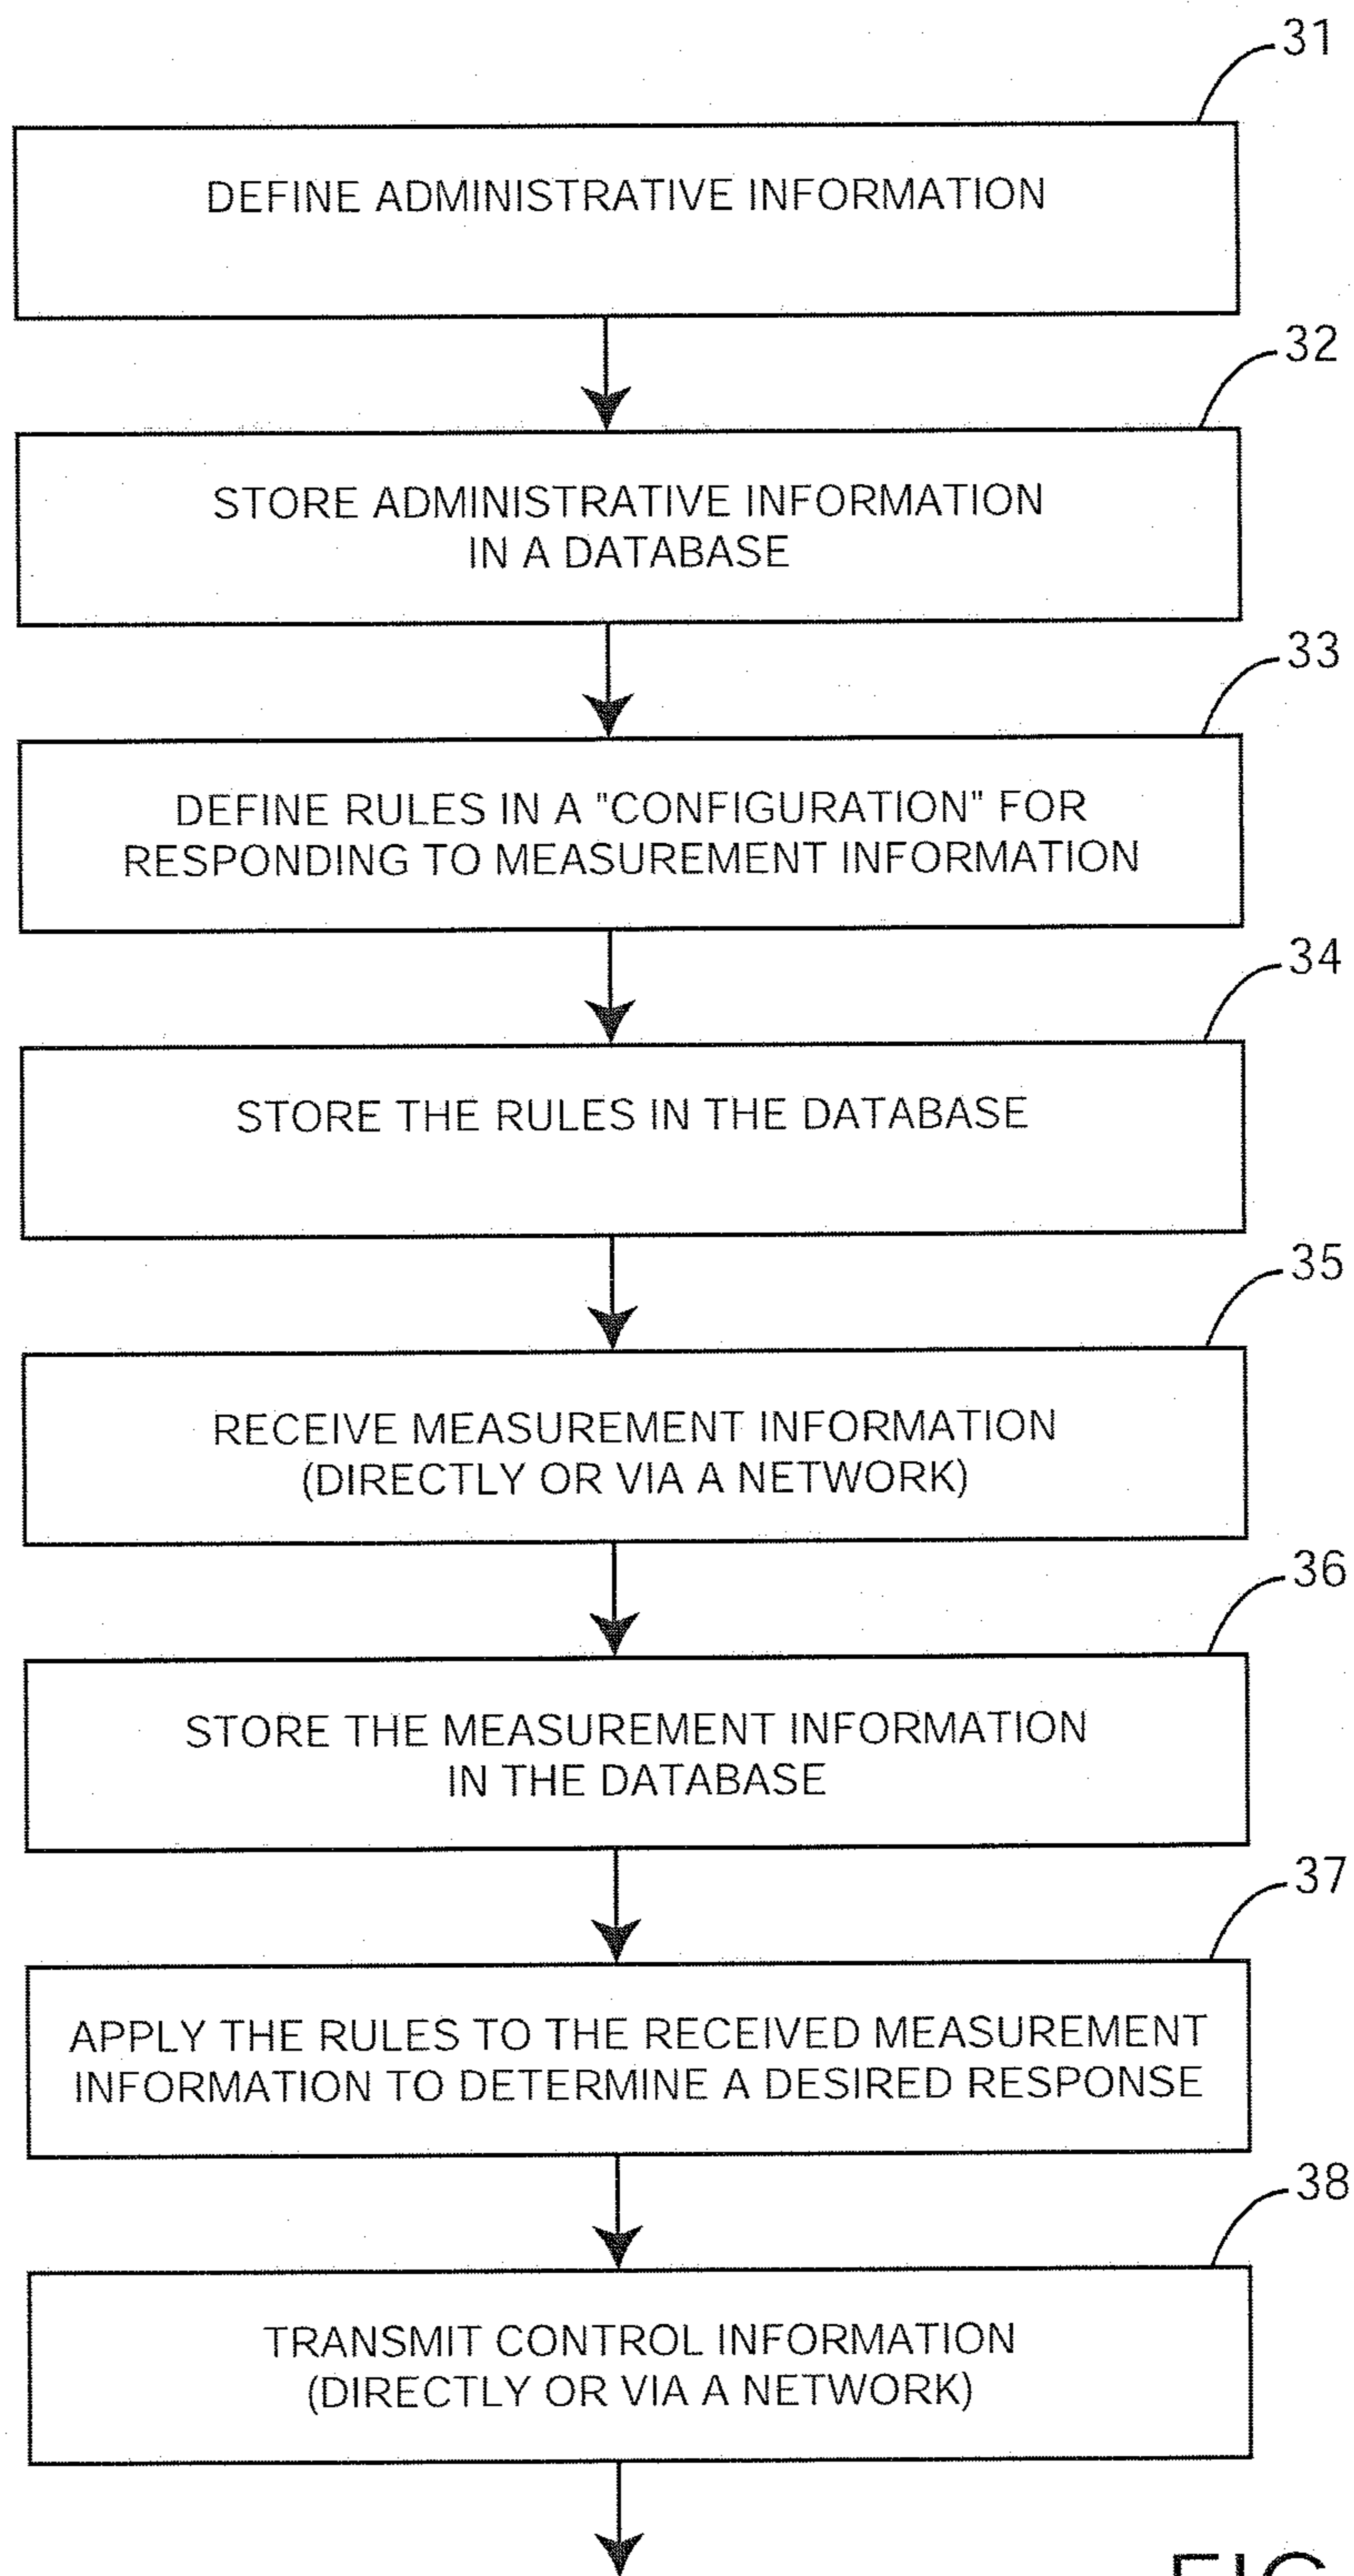 31
DEFINE ADMINISTRATIVE INFORMATION
32
STORE ADMINISTRATIVE INFORMATION
IN A DATABASE
33
DEFINE RULES IN A "CONFIGURATION" FOR
RESPONDING TO MEASUREMENT INFORMATION
34
STORE THE RULES IN THE DATABASE
35
RECEIVE MEASUREMENT INFORMATION
(DIRECTLY OR VIA A NETWORK)
36
STORE THE MEASUREMENT INFORMATION
IN THE DATABASE
37
APPLY THE RULES TO THE RECEIVED MEASUREMENT
INFORMATION TO DETERMINE A DESIRED RESPONSE
38
TRANSMIT CONTROL INFORMATION
(DIRECTLY OR VIA A NETWORK)